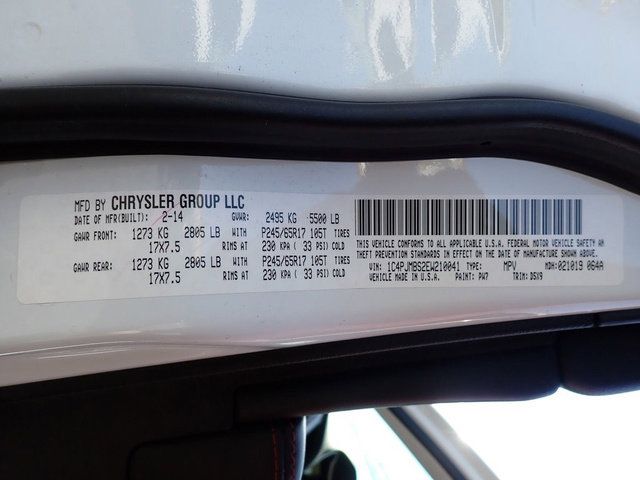 MFD BY CHRYSLER GROUP LLC
DATE OF MFR(BUILT): 2-14 GVWR: 2495 KG 5500 LB
GAWR FRONT: 1273 KG 2805 LB WITH P245/65R17 105T TIRES
17X7.5 RIMS AT 230 KPA ( 33 PSI) COLD
GAWR REAR: 1273 KG 2805 LB WITH P245/65R17 105T TIRES
17X7.5 RIMS AT 230 KPA ( 33 PSI) COLD
THIS VEHICLE CONFORMS TO ALL APPLICABLE U.S.A. FEDERAL MOTOR VEHICLE SAFETY AND
THEFT PREVENTION STANDARDS IN EFFECT ON THE DATE OF MANUFACTURE SHOWN ABOVE.
VIN: 1C4PJMBS2EW210041 TYPE: MPV MDH:021019 064A
VEHICLE MADE IN U.S.A. PAINT: PW7 TRIM: D5X9